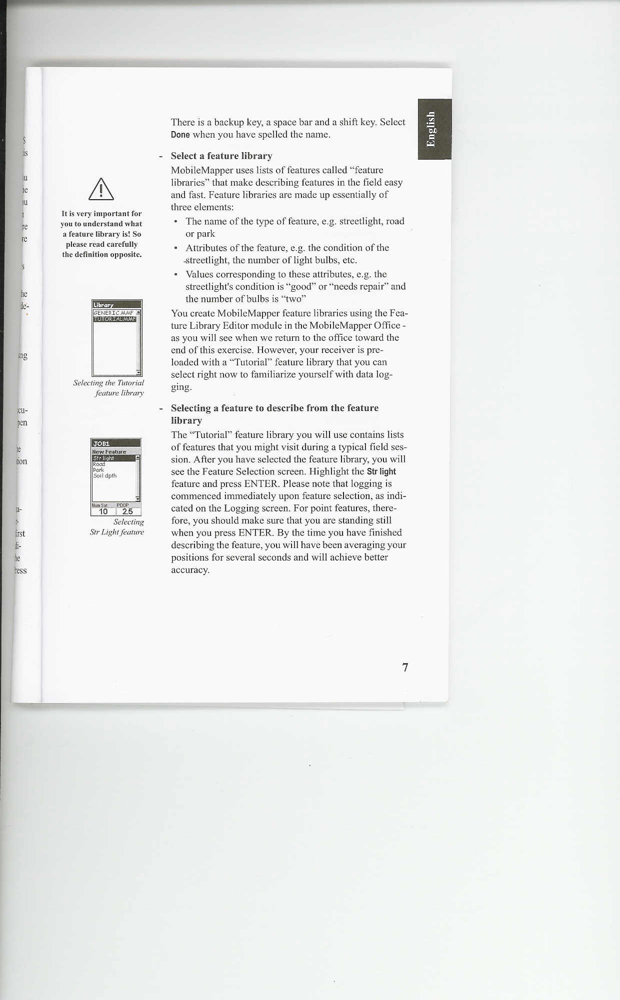 English
There is a backup key, a space bar and a shift key. Select
Done when you have spelled the name.
- Select a feature library
MobileMapper uses lists of features called “feature
libraries” that make describing features in the field easy
and fast. Feature libraries are made up essentially of
three elements:
• The name of the type of feature, e.g. streetlight, road
or park
• Attributes of the feature, e.g. the condition of the
-streetlight, the number of light bulbs, etc.
• Values corresponding to these attributes, e.g. the
streetlight's condition is “good” or “needs repair” and
the number of bulbs is “two”
You create MobileMapper feature libraries using the Fea-
ture Library Editor module in the MobileMapper Office -
as you will see when we return to the office toward the
end of this exercise. However, your receiver is pre-
loaded with a “Tutorial” feature library that you can
select right now to familiarize yourself with data log-
ging.
- Selecting a feature to describe from the feature
library
The “Tutorial” feature library you will use contains lists
of features that you might visit during a typical field ses-
sion. After you have selected the feature library, you will
see the Feature Selection screen. Highlight the Str light
feature and press ENTER. Please note that logging is
commenced immediately upon feature selection, as indi-
cated on the Logging screen. For point features, there-
fore, you should make sure that you are standing still
when you press ENTER. By the time you have finished
describing the feature, you will have been averaging your
positions for several seconds and will achieve better
accuracy.
It is very important for
you to understand what
a feature library is! So
please read carefully
the definition opposite.
Library
GENERIC.MMF
TUTORIAL.MMF
Selecting the Tutorial
feature library
JOB1
New Feature
Str light
Road
Park
Soil dpth
Num Sat PDOP
10 2.5
Selecting
Str Light feature
7